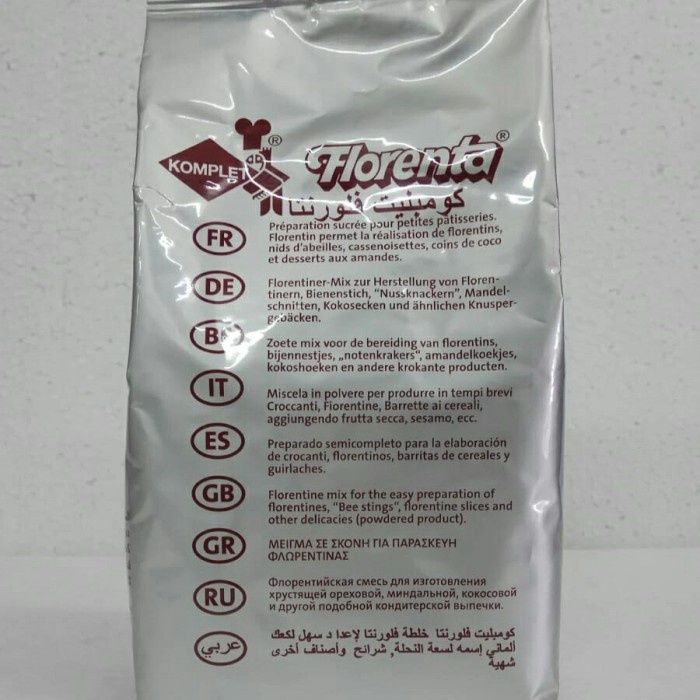 KOMPLET ®
Florenta ®
كومبليت فلورنتا
FR
Préparation sucrée pour petites pâtisseries.
Florentin permet la réalisation de florentins,
nids d'abeilles, cassenoisettes, coins de coco
et desserts aux amandes.
DE
Florentiner-Mix zur Herstellung von Floren-
tinern, Bienenstich, "Nussknackern", Mandel-
schnitten, Kokosecken und ähnlichen Knusper-
gebäcken.
Zoete mix voor de bereiding van florentins,
bijennestjes, „notenkrakers", amandelkoekjes,
kokoshoeken en andere krokante producten.
IT
Miscela in polvere per produrre in tempi brevi
Croccanti, Fiorentine, Barrette ai cereali,
aggiungendo frutta secca, sesamo, ecc.
ES
Preparado semicompleto para la elaboración
de crocanti, florentinos, barritas de cereales y
guirlaches.
GB
Florentine mix for the easy preparation of
florentines, "Bee stings", florentine slices and
other delicacies (powdered product).
GR
ΜΕΙΓΜΑ ΣΕ ΣΚΟΝΗ ΓΙΑ ΠΑΡΑΣΚΕΥΗ
ΦΛΩΡΕΝΤΙΝΑΣ
RU
Флорентийская смесь для изготовления
хрустящей ореховой, миндальной, кокосовой
и другой подобной кондитерской выпечки.
عربي
كومبليت فلورنتا خلطة فلورنتا لإعدا د سهل لكعك
ألماني إسمه لسعة النحلة, شرائح وأصناف أخرى
شهية